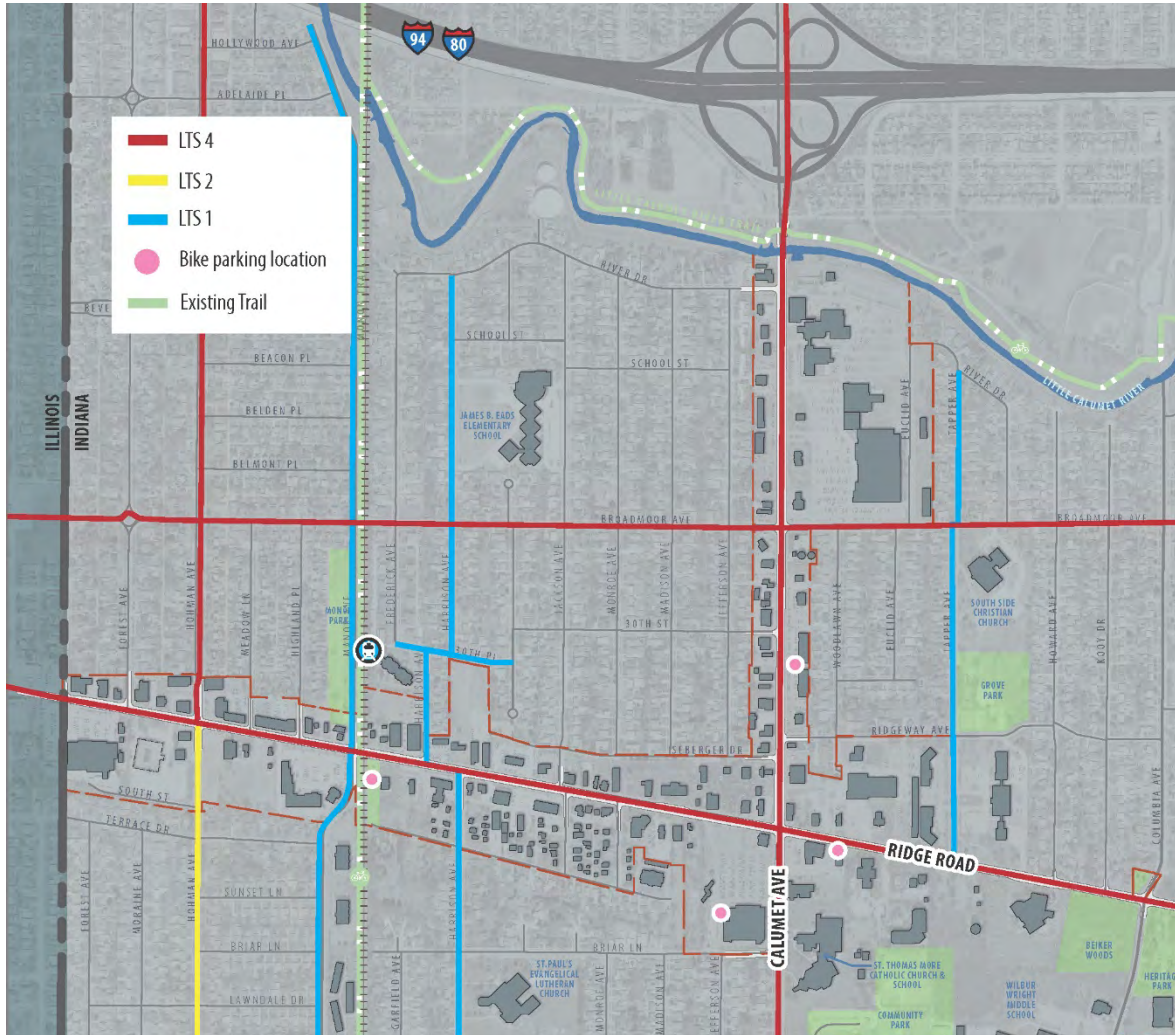 HOLLYWOOD AVE
94
80
ADELAIDE PL
LTS 4
LTS 2
LTS 1
Bike parking location
Existing Trail
RIVER DR
SCHOOL ST
SCHOOL ST
BEACON PL
BELDEN PL
BELMONT PL
JAMES B. EADS
ELEMENTARY
SCHOOL
ILLINOIS
INDIANA
EUCLID AVE
TAPPER AVE
RIVER DR
LITTLE CALUMET RIVER
BROADMOOR AVE
BROADMOOR AVE
FOREST AVE
HOHMAN AVE
MEADOW LN
HIGHLAND PL
MANOR AVE
FREDERICK AVE
HARRISON AVE
JACKSON AVE
MONROE AVE
MADISON AVE
JEFFERSON AVE
30TH ST
30TH PL
HARRISON AVE
WOODLAWN AVE
EUCLID AVE
TAPPER AVE
SOUTH SIDE
CHRISTIAN
CHURCH
HOWARD AVE
KOOY DR
GROVE
PARK
RIDGEWAY AVE
COLUMBIA AVE
SEBERGER DR
SOUTH ST
TERRACE DR
RIDGE ROAD
CALUMET AVE
FOREST AVE
MORAINE AVE
HOHMAN AVE
SUNSET LN
BRIAR LN
LAWNDALE DR
GARFIELD AVE
HARRISON AVE
ST. PAUL'S
EVANGELICAL
LUTHERAN
CHURCH
BRIAR LN
MONROE AVE
MADISON AVE
JEFFERSON AVE
ST. THOMAS MORE
CATHOLIC CHURCH &
SCHOOL
COMMUNITY
PARK
WILBUR
WRIGHT
MIDDLE
SCHOOL
BEIKER
WOODS
HERITAGE
PARK